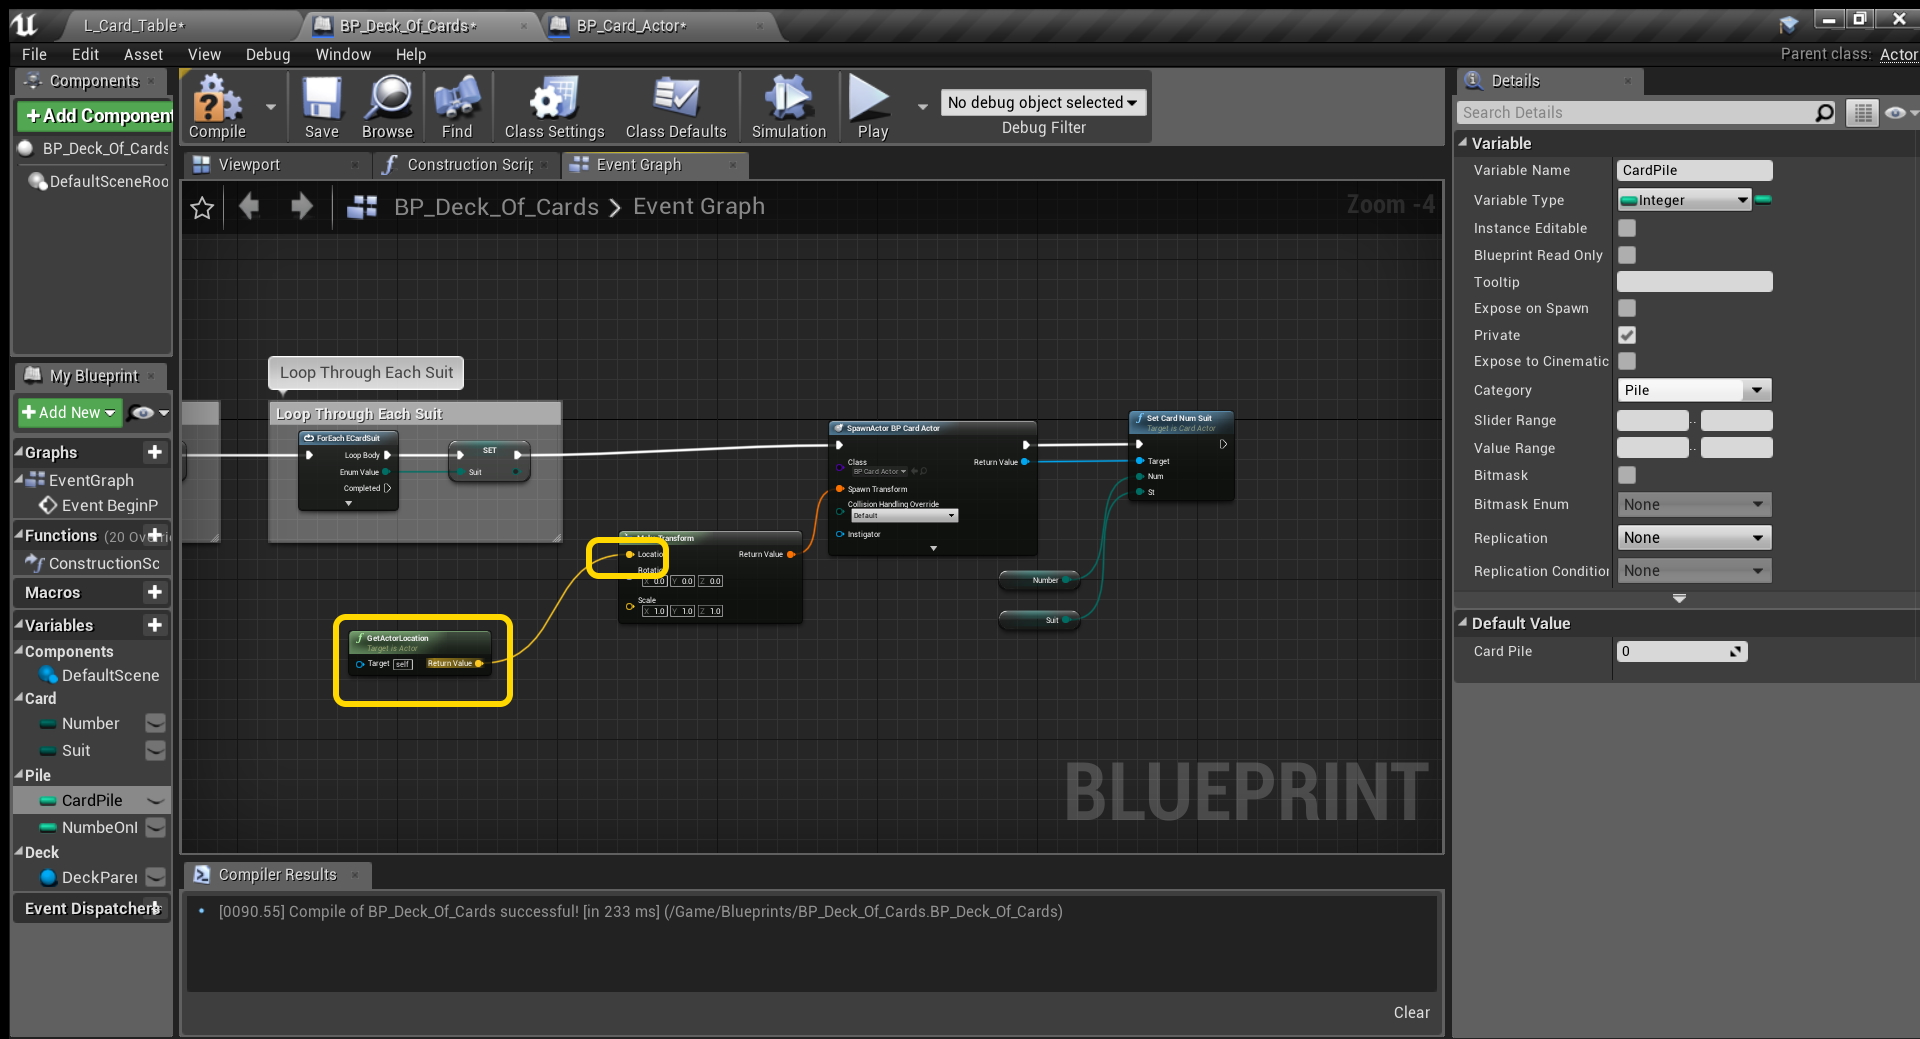 L_Card_Table*
BP_Deck_Of_Cards*
BP_Card_Actor*
File Edit Asset View Debug Window Help
Parent class: Actor
Components
+Add Component
BP_Deck_Of_Cards
DefaultSceneRoo
Compile
Save
Browse
Find
Class Settings
Class Defaults
Simulation
Play
No debug object selected
Debug Filter
Viewport
Construction Scrip
Event Graph
BP_Deck_Of_Cards > Event Graph
Zoom -4
Loop Through Each Suit
Loop Through Each Suit
ForEach ECardSuit
Loop Body
Enum Value
Completed
SET
Suit
SpawnActor BP Card Actor
Class
BP Card Actor
Return Value
Spawn Transform
Collision Handling Override
Default
Instigator
Set Card Num Suit
Target is Card Actor
Target
Num
St
Transform
Locatio
Return Value
Rotati
X 0.0 Y 0.0 Z 0.0
Scale
X 1.0 Y 1.0 Z 1.0
Number
Suit
GetActorLocation
Target is Actor
Target self Return Value
BLUEPRINT
My Blueprint
+Add New
Graphs
EventGraph
Event BeginP
Functions (20 Overri
ConstructionSc
Macros
Variables
Components
DefaultScene
Card
Number
Suit
Pile
CardPile
NumbeOnI
Deck
DeckParei
Event Dispatchers
Compiler Results
[0090.55] Compile of BP_Deck_Of_Cards successful! [in 233 ms] (/Game/Blueprints/BP_Deck_Of_Cards.BP_Deck_Of_Cards)
Clear
Details
Search Details
Variable
Variable Name CardPile
Variable Type Integer
Instance Editable
Blueprint Read Only
Tooltip
Expose on Spawn
Private
Expose to Cinematic
Category Pile
Slider Range ..
Value Range ..
Bitmask
Bitmask Enum None
Replication None
Replication Condition None
Default Value
Card Pile 0